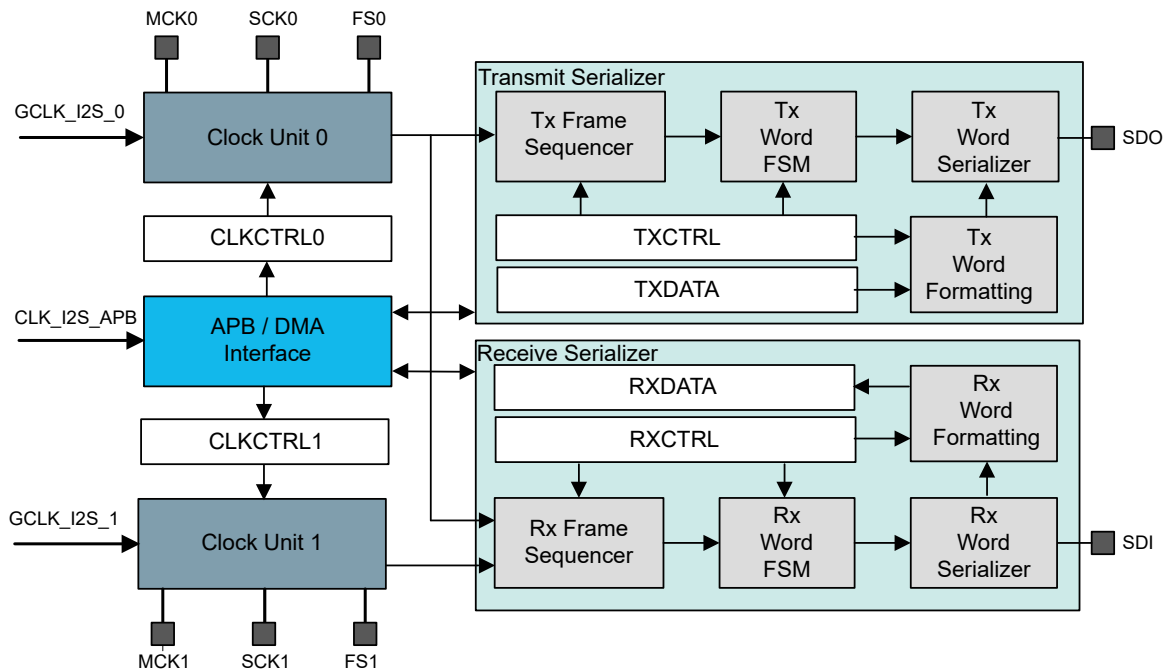 MCK0
SCK0
FS0
GCLK_I2S_0
Clock Unit 0
CLKCTRL0
CLK_I2S_APB
APB / DMA
Interface
CLKCTRL1
GCLK_I2S_1
Clock Unit 1
MCK1
SCK1
FS1
Transmit Serializer
Tx Frame
Sequencer
Tx
Word
FSM
Tx
Word
Serializer
SDO
TXCTRL
TXDATA
Tx
Word
Formatting
Receive Serializer
RXDATA
RXCTRL
Rx
Word
Formatting
Rx Frame
Sequencer
Rx
Word
FSM
Rx
Word
Serializer
SDI